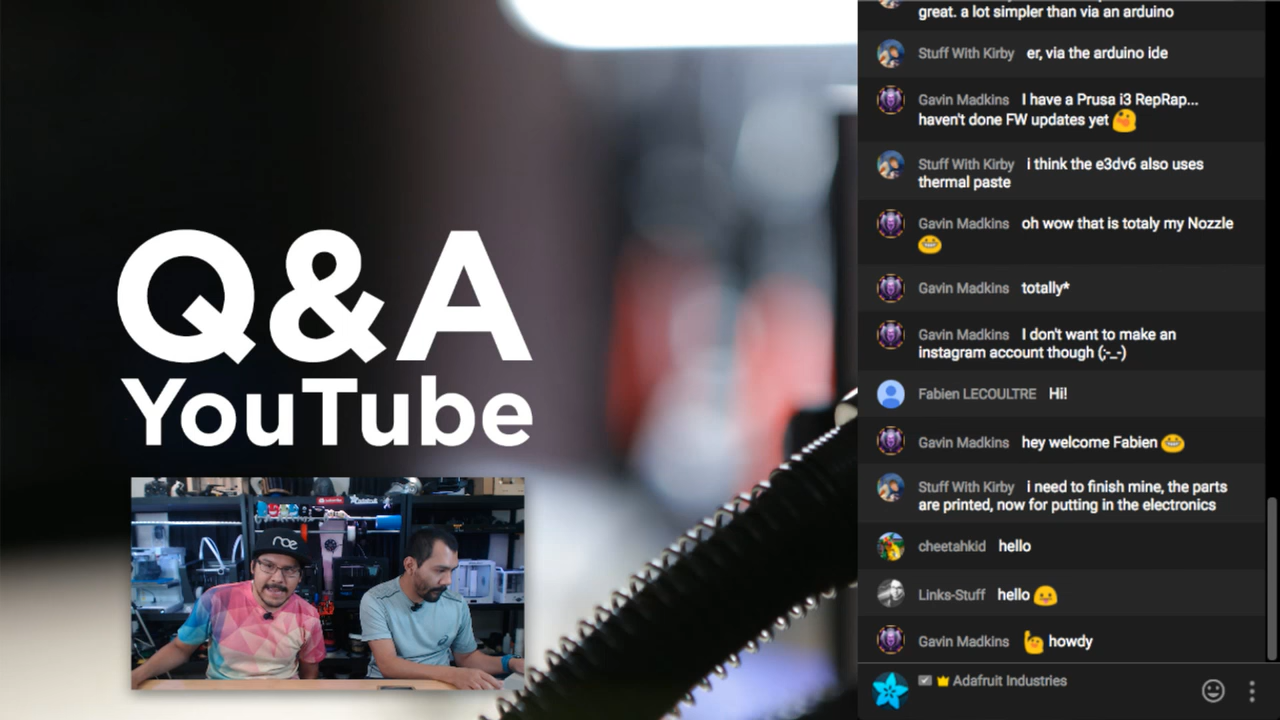 Q&A
YouTube
noe
great. a lot simpler than via an arduino
Stuff With Kirby er, via the arduino ide
Gavin Madkins I have a Prusa i3 RepRap...
haven't done FW updates yet
Stuff With Kirby i think the e3dv6 also uses
thermal paste
Gavin Madkins oh wow that is totaly my Nozzle
Gavin Madkins totally*
Gavin Madkins I don't want to make an
instagram account though (;-_-)
Fabien LECOULTRE Hi!
Gavin Madkins hey welcome Fabien
Stuff With Kirby i need to finish mine, the parts
are printed, now for putting in the electronics
cheetahkid hello
Links-Stuff hello
Gavin Madkins howdy
Adafruit Industries